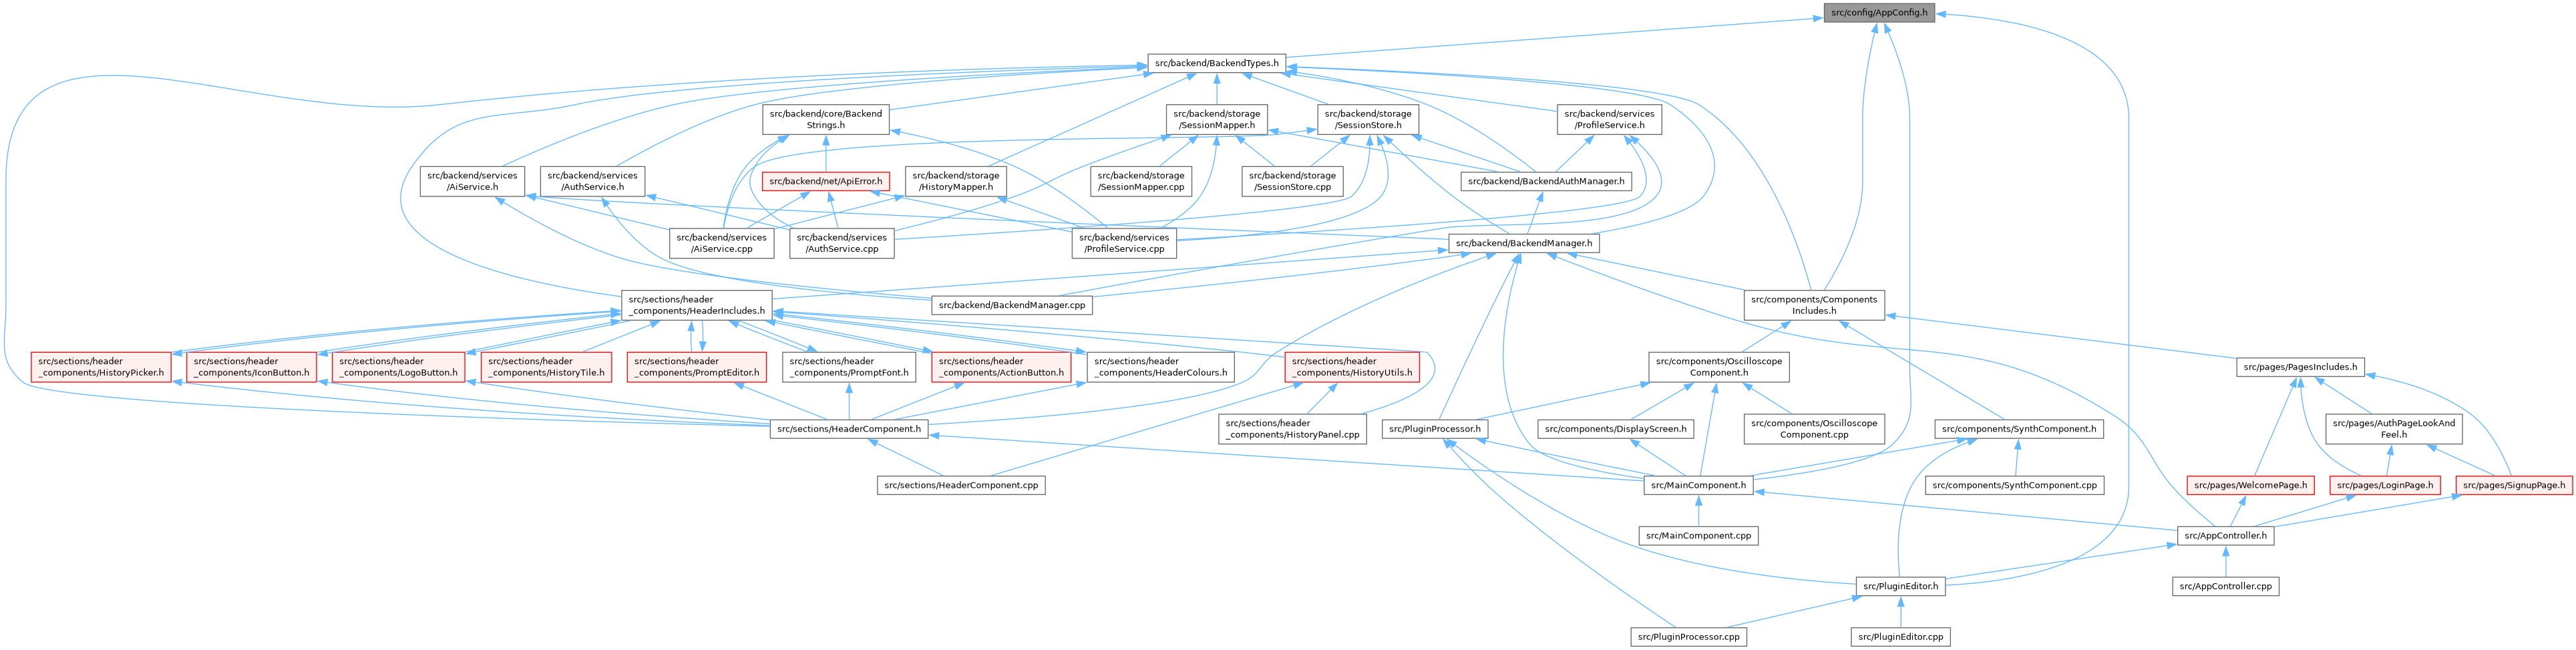 src/config/AppConfig.h
src/backend/BackendTypes.h
src/backend/core/Backend
Strings.h
src/backend/storage
/SessionMapper.h
src/backend/storage
/SessionStore.h
src/backend/services
/ProfileService.h
src/backend/services
/AiService.h
src/backend/services
/AuthService.h
src/backend/net/ApiError.h
src/backend/storage
/HistoryMapper.h
src/backend/storage
/SessionMapper.cpp
src/backend/storage
/SessionStore.cpp
src/backend/BackendAuthManager.h
src/backend/services
/AiService.cpp
src/backend/services
/AuthService.cpp
src/backend/services
/ProfileService.cpp
src/backend/BackendManager.h
src/sections/header
_components/HeaderIncludes.h
src/backend/BackendManager.cpp
src/components/Components
Includes.h
src/sections/header
_components/HistoryPicker.h
src/sections/header
_components/IconButton.h
src/sections/header
_components/LogoButton.h
src/sections/header
_components/HistoryTile.h
src/sections/header
_components/PromptEditor.h
src/sections/header
_components/PromptFont.h
src/sections/header
_components/ActionButton.h
src/sections/header
_components/HeaderColours.h
src/sections/header
_components/HistoryUtils.h
src/components/Oscilloscope
Component.h
src/pages/PagesIncludes.h
src/sections/HeaderComponent.h
src/sections/header
_components/HistoryPanel.cpp
src/PluginProcessor.h
src/components/DisplayScreen.h
src/components/Oscilloscope
Component.cpp
src/components/SynthComponent.h
src/pages/AuthPageLookAnd
Feel.h
src/sections/HeaderComponent.cpp
src/MainComponent.h
src/components/SynthComponent.cpp
src/pages/WelcomePage.h
src/pages/LoginPage.h
src/pages/SignupPage.h
src/MainComponent.cpp
src/AppController.h
src/PluginEditor.h
src/AppController.cpp
src/PluginProcessor.cpp
src/PluginEditor.cpp